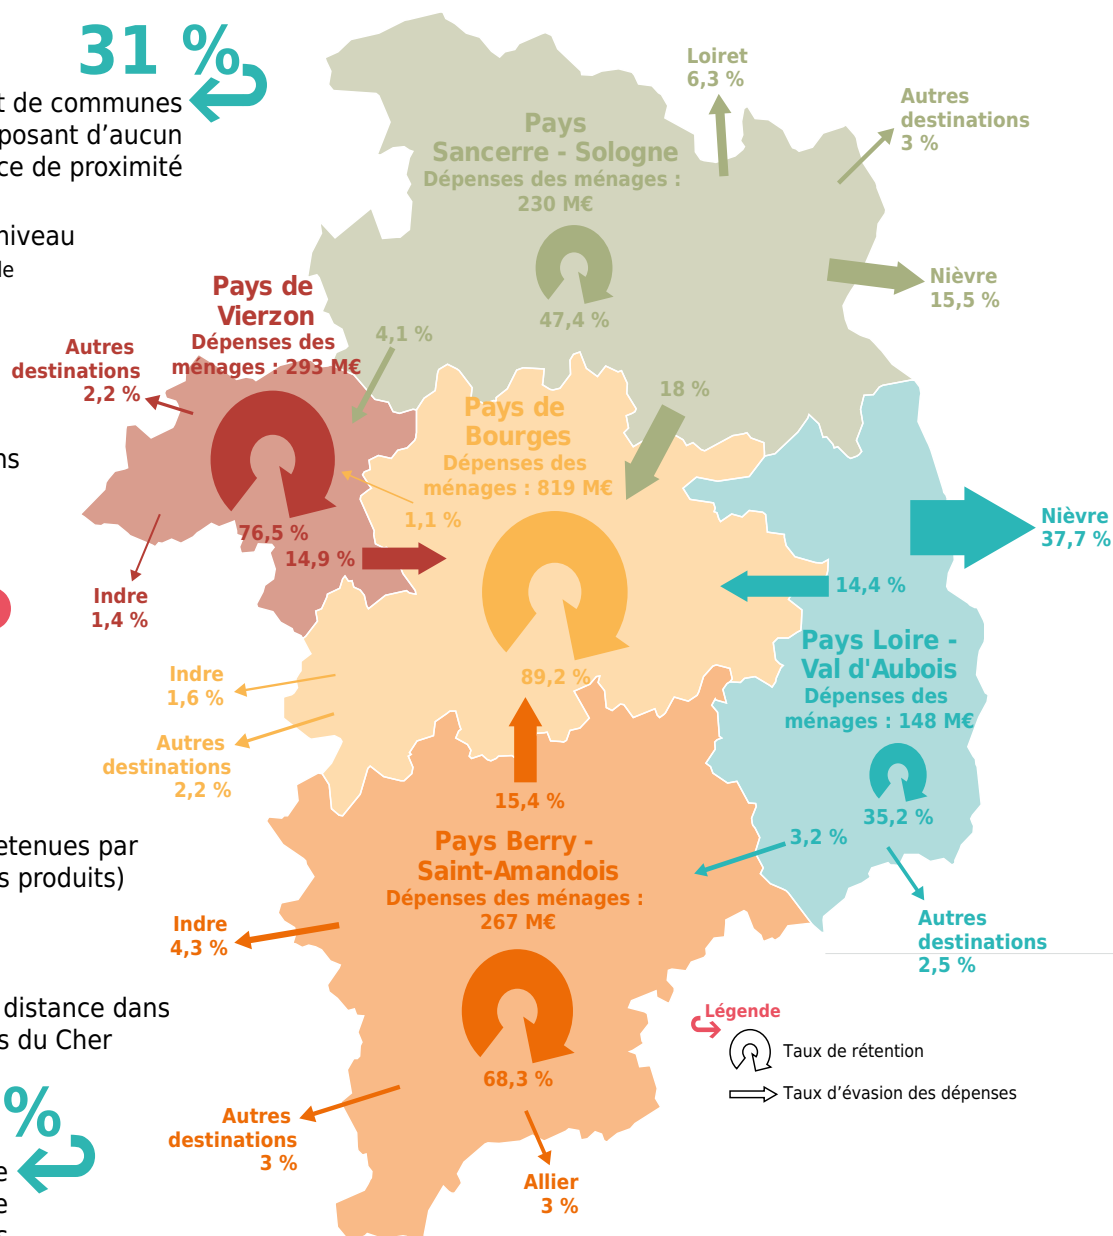 31 %
t de communes
posant d’aucun
ce de proximité
niveau
le
ns
etenues par
s produits)
distance dans
s du Cher
%
e
e
Loiret
6,3 %
Autres
destinations
3 %
Pays
Sancerre - Sologne
Dépenses des ménages :
230 M€
47,4 %
Nièvre
15,5 %
4,1 %
18 %
Pays de
Vierzon
Dépenses des
ménages : 293 M€
Autres
destinations
2,2 %
76,5 %
14,9 %
Indre
1,4 %
Pays de
Bourges
Dépenses des
ménages : 819 M€
1,1 %
89,2 %
Indre
1,6 %
Autres
destinations
2,2 %
Nièvre
37,7 %
14,4 %
Pays Loire -
Val d'Aubois
Dépenses des
ménages : 148 M€
35,2 %
3,2 %
Autres
destinations
2,5 %
15,4 %
Pays Berry -
Saint-Amandois
Dépenses des ménages :
267 M€
68,3 %
Indre
4,3 %
Autres
destinations
3 %
Allier
3 %
Légende
Taux de rétention
Taux d’évasion des dépenses